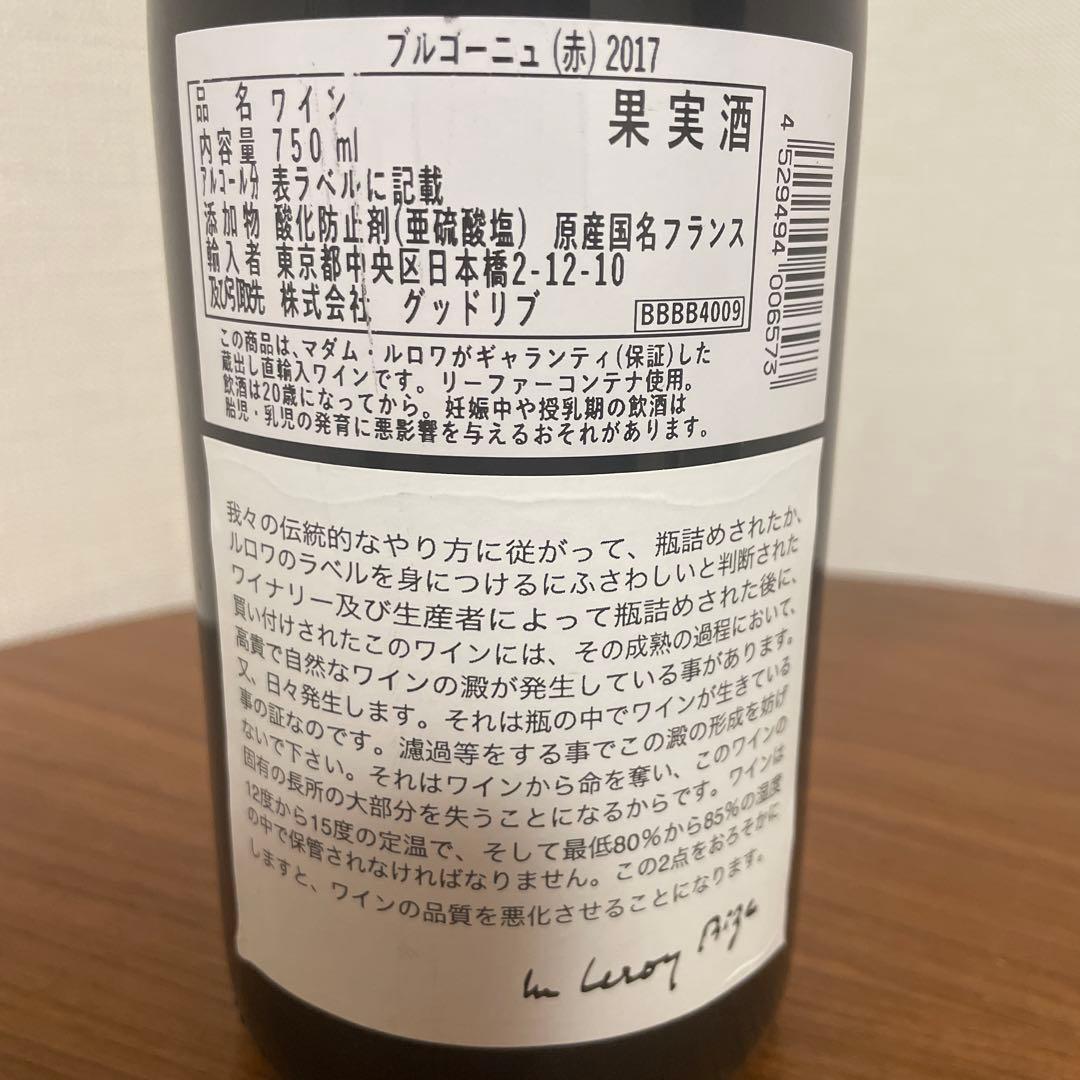 ブルゴーニュ (赤) 2017
品名 ワイン 果実酒
内容量 750 ml
アルコール分 表ラベルに記載
添加物 酸化防止剤(亜硫酸塩) 原産国名フランス
輸入者 東京都中央区日本橋2-12-10
及び引取先 株式会社 グッドリブ BBBB4009
4 529494 006573
この商品は、マダム・ルロワがギャランティ(保証)した
蔵出し直輸入ワインです。リーファーコンテナ使用。
飲酒は20歳になってから。妊娠中や授乳期の飲酒は
胎児・乳児の発育に悪影響を与えるおそれがあります。
我々の伝統的なやり方に従がって、瓶詰めされたか、
ルロワのラベルを身につけるにふさわしいと判断された
ワイナリー及び生産者によって瓶詰めされた後に、
買い付けされたこのワインには、その成熟の過程において、
高貴で自然なワインの澱が発生している事があります。
又、日々発生します。それは瓶の中でワインが生きている
事の証なのです。濾過等をする事でこの澱の形成を妨げ
ないで下さい。それはワインから命を奪い、このワインの
固有の長所の大部分を失うことになるからです。ワインは
12度から15度の定温で、そして最低80%から85%の湿度
の中で保管されなければなりません。この2点をおろそかに
しますと、ワインの品質を悪化させることになります。
Leroy